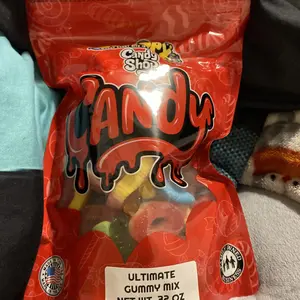 Candy
Shop
CANDY
ULTIMATE
GUMMY MIX
NET WT. 32 OZ